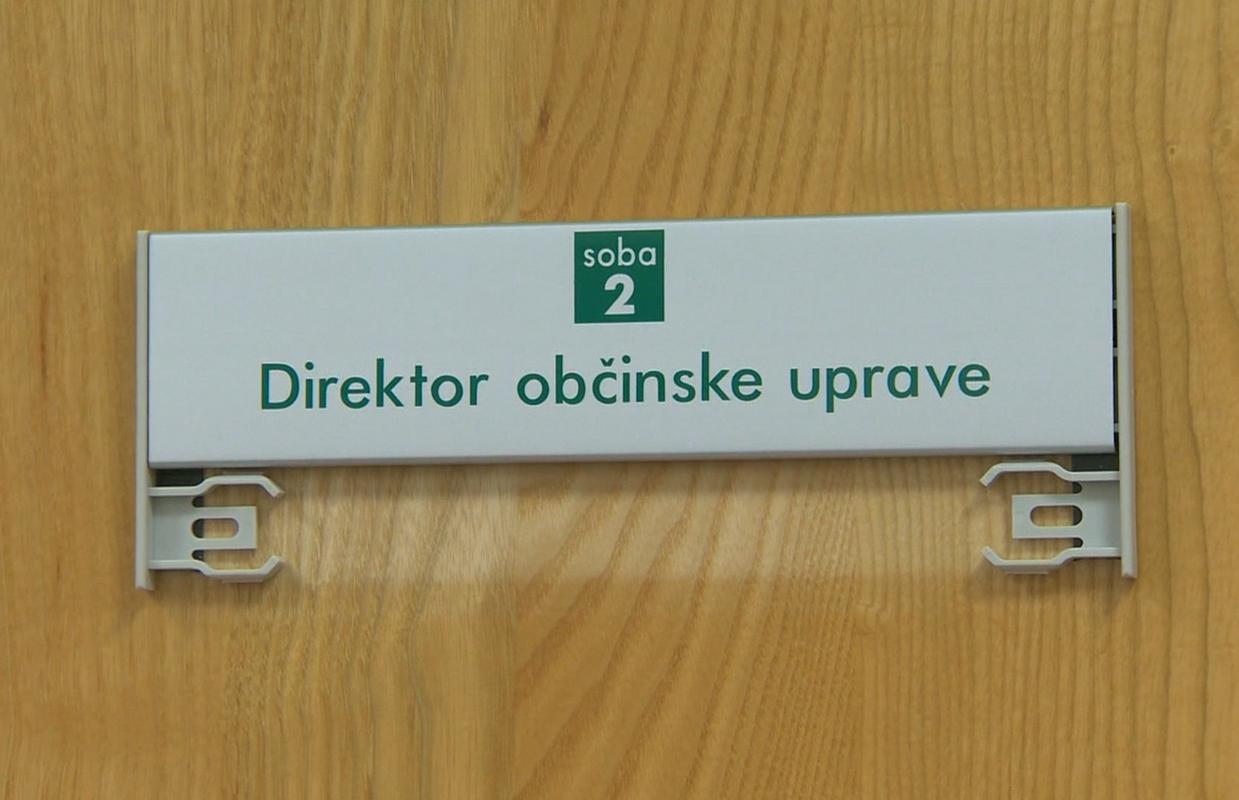 soba
2
Direktor občinske uprave